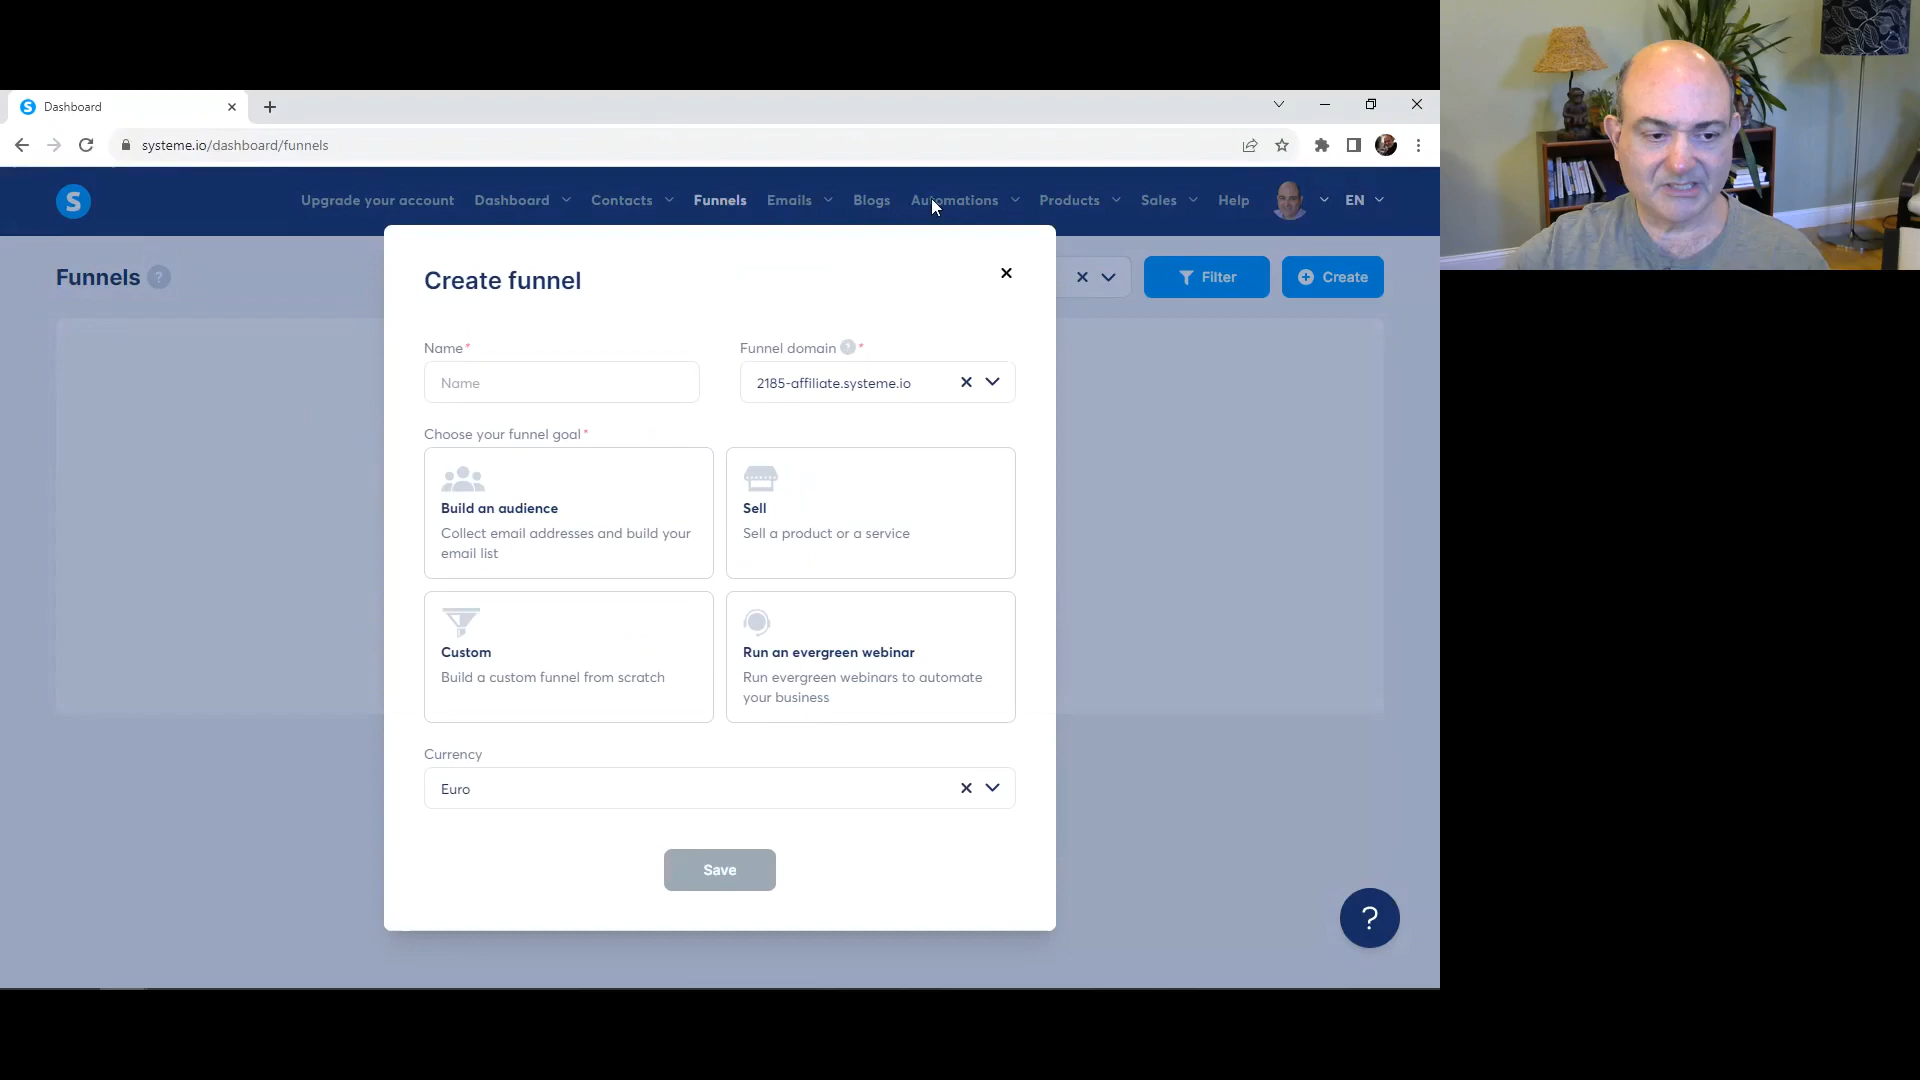 Dashboard
systeme.io/dashboard/funnels
S
Upgrade your account
Dashboard
Contacts
Funnels
Emails
Blogs
Automations
Products
Sales
Help
EN
Funnels ?
Filter
Create
Create funnel
Name*
Funnel domain ? *
Name
2185-affiliate.systeme.io
Choose your funnel goal*
Build an audience
Collect email addresses and build your
email list
Sell
Sell a product or a service
Custom
Build a custom funnel from scratch
Run an evergreen webinar
Run evergreen webinars to automate
your business
Currency
Euro
Save
?